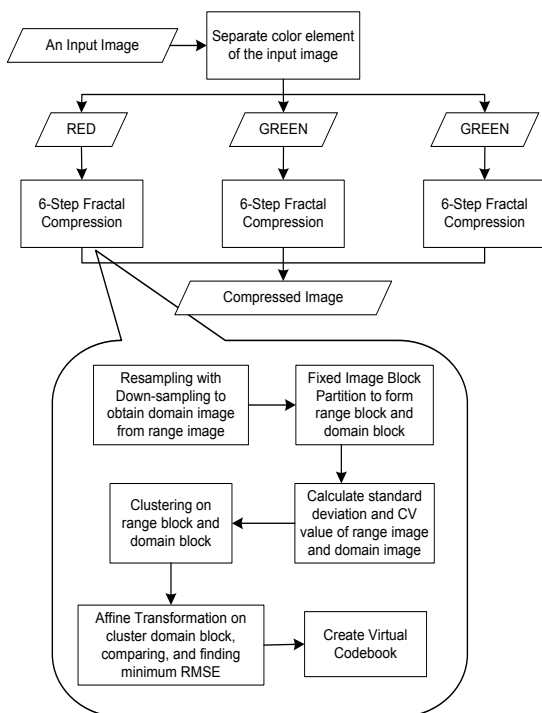 An Input Image
Separate color element
of the input image
RED
GREEN
GREEN
6-Step Fractal
Compression
6-Step Fractal
Compression
6-Step Fractal
Compression
Compressed Image
Resampling with
Down-sampling to
obtain domain image
from range image
Fixed Image Block
Partition to form
range block and
domain block
Clustering on
range block and
domain block
Calculate standard
deviation and CV
value of range image
and domain image
Affine Transformation on
cluster domain block,
comparing, and finding
minimum RMSE
Create Virtual
Codebook